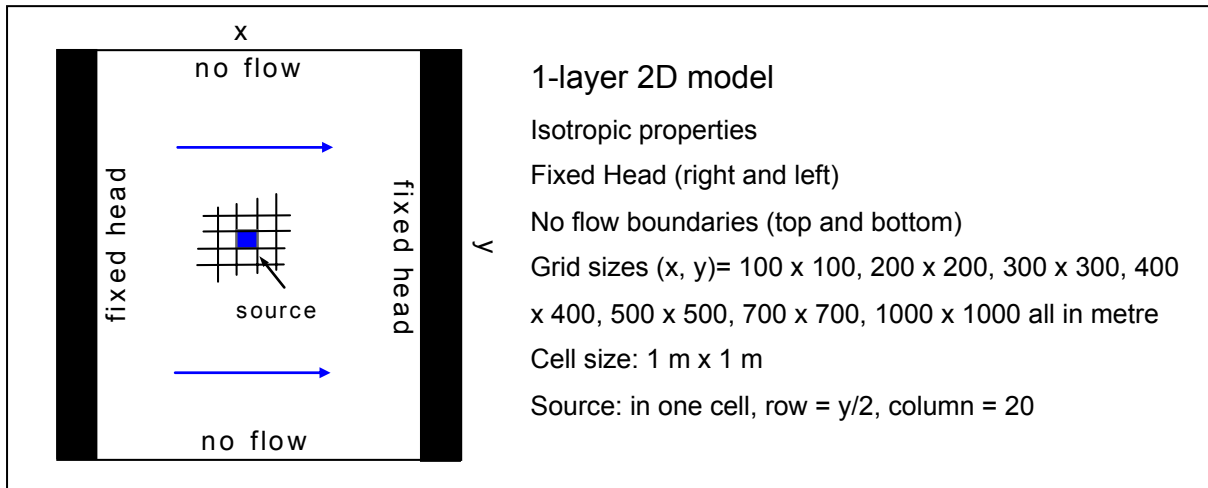 x
no flow
fixed head
fixed head
y
source
no flow
1-layer 2D model
Isotropic properties
Fixed Head (right and left)
No flow boundaries (top and bottom)
Grid sizes (x, y)= 100 x 100, 200 x 200, 300 x 300, 400
x 400, 500 x 500, 700 x 700, 1000 x 1000 all in metre
Cell size: 1 m x 1 m
Source: in one cell, row = y/2, column = 20